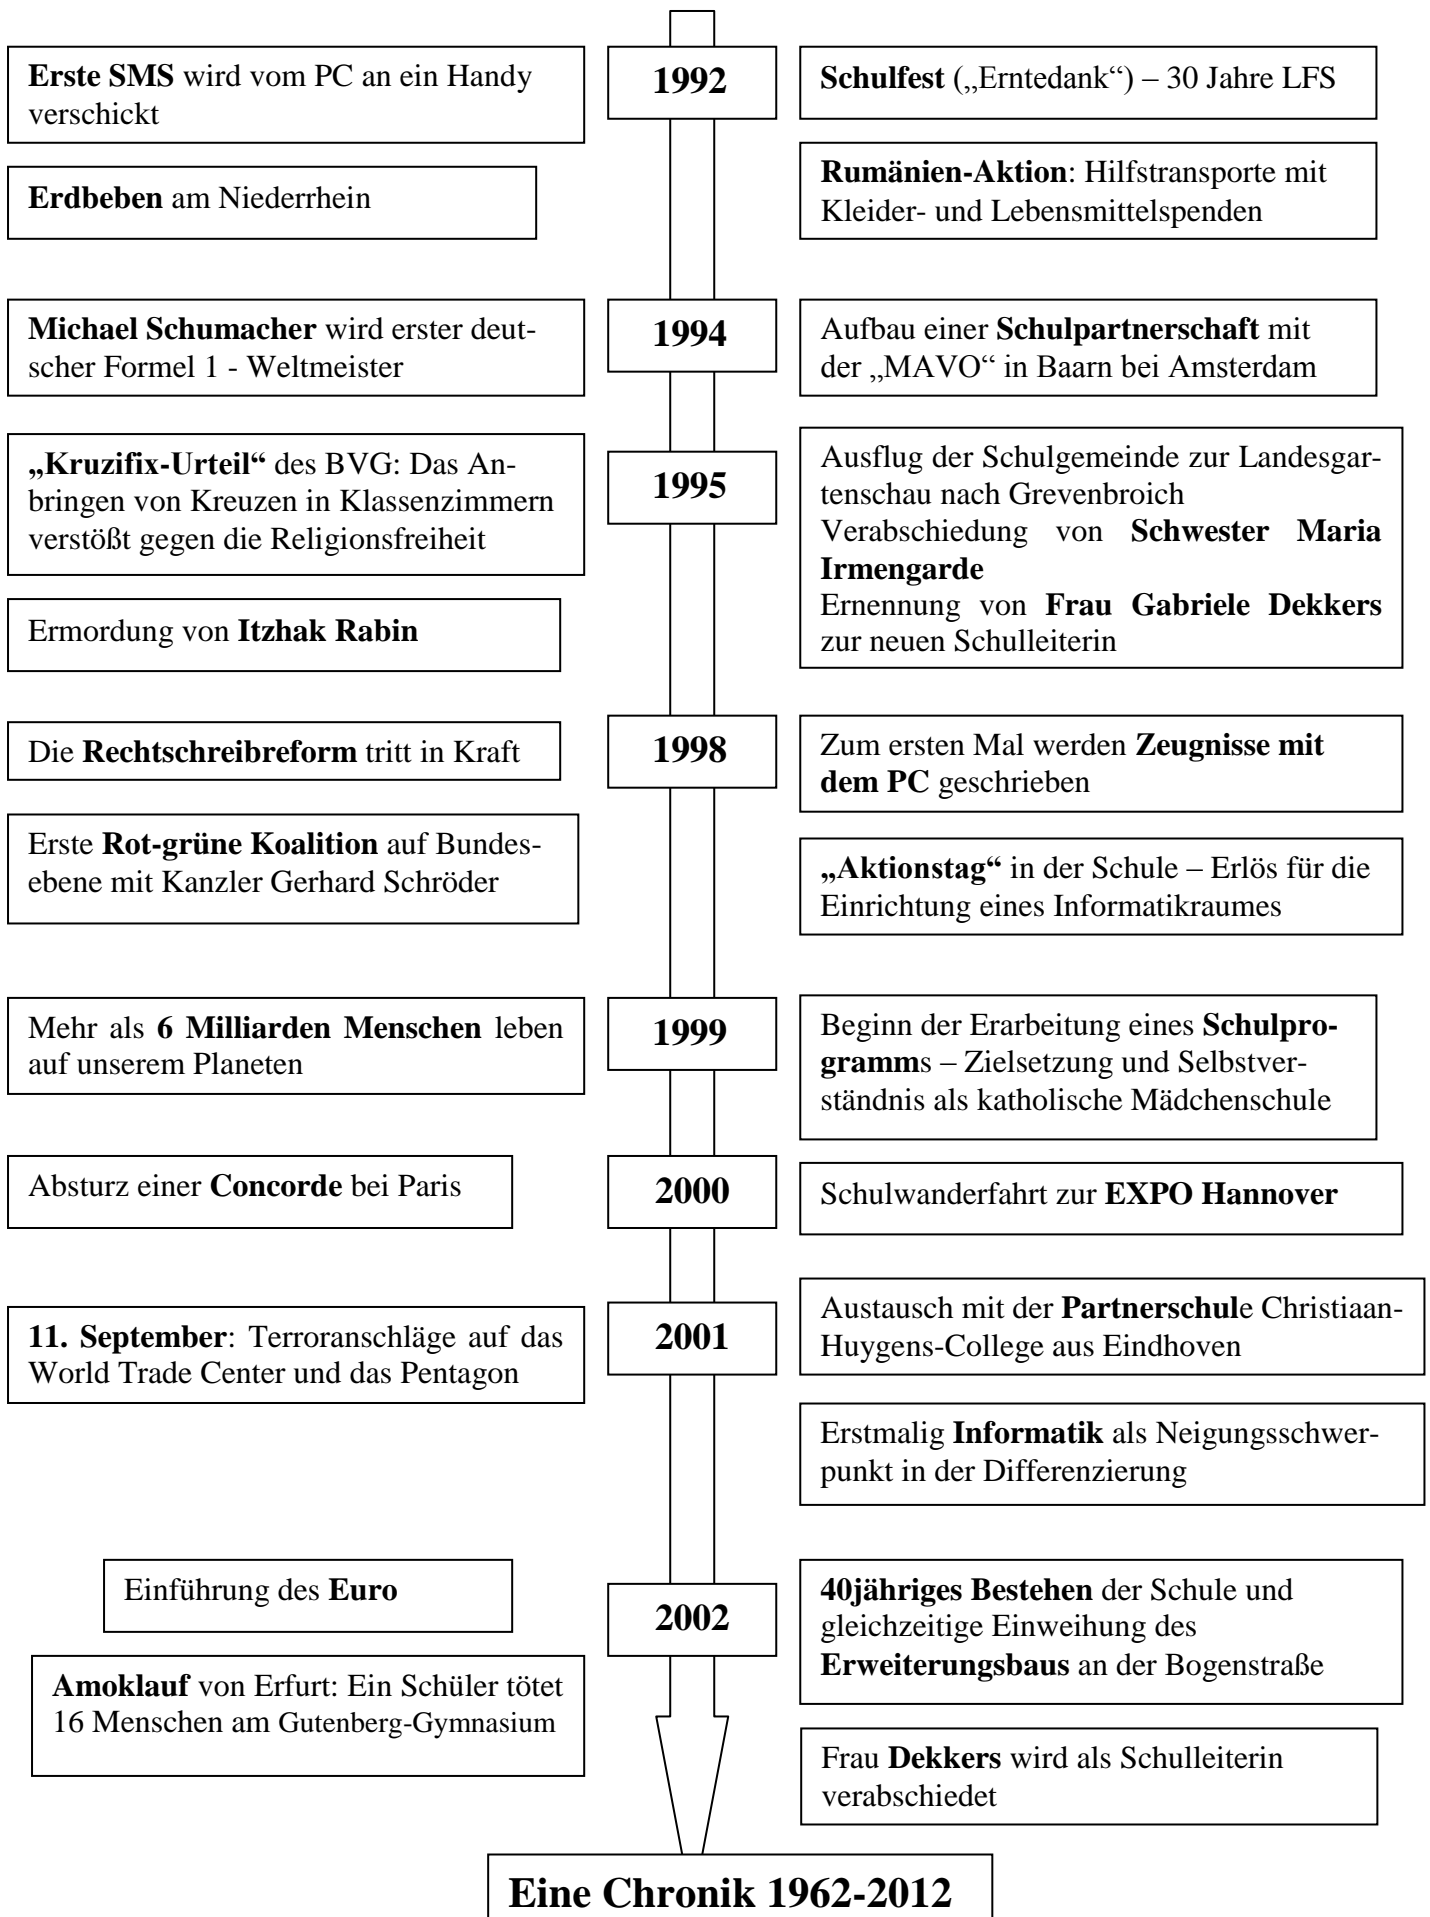 1992
Erste SMS wird vom PC an ein Handy
verschickt
Erdbeben am Niederrhein
Schulfest („Erntedank“) – 30 Jahre LFS
Rumänien-Aktion: Hilfstransporte mit
Kleider- und Lebensmittelspenden
1994
Michael Schumacher wird erster deut-
scher Formel 1 - Weltmeister
Aufbau einer Schulpartnerschaft mit
der „MAVO“ in Baarn bei Amsterdam
1995
„Kruzifix-Urteil“ des BVG: Das An-
bringen von Kreuzen in Klassenzimmern
verstößt gegen die Religionsfreiheit
Ermordung von Itzhak Rabin
Ausflug der Schulgemeinde zur Landesgar-
tenschau nach Grevenbroich
Verabschiedung von Schwester Maria
Irmengarde
Ernennung von Frau Gabriele Dekkers
zur neuen Schulleiterin
1998
Die Rechtschreibreform tritt in Kraft
Erste Rot-grüne Koalition auf Bundes-
ebene mit Kanzler Gerhard Schröder
Zum ersten Mal werden Zeugnisse mit
dem PC geschrieben
„Aktionstag“ in der Schule – Erlös für die
Einrichtung eines Informatikraumes
1999
Mehr als 6 Milliarden Menschen leben
auf unserem Planeten
Beginn der Erarbeitung eines Schulpro-
gramms – Zielsetzung und Selbstver-
ständnis als katholische Mädchenschule
2000
Absturz einer Concorde bei Paris
Schulwanderfahrt zur EXPO Hannover
2001
11. September: Terroranschläge auf das
World Trade Center und das Pentagon
Austausch mit der Partnerschule Christiaan-
Huygens-College aus Eindhoven
Erstmalig Informatik als Neigungsschwer-
punkt in der Differenzierung
2002
Einführung des Euro
Amoklauf von Erfurt: Ein Schüler tötet
16 Menschen am Gutenberg-Gymnasium
40jähriges Bestehen der Schule und
gleichzeitige Einweihung des
Erweiterungsbaus an der Bogenstraße
Frau Dekkers wird als Schulleiterin
verabschiedet
Eine Chronik 1962-2012